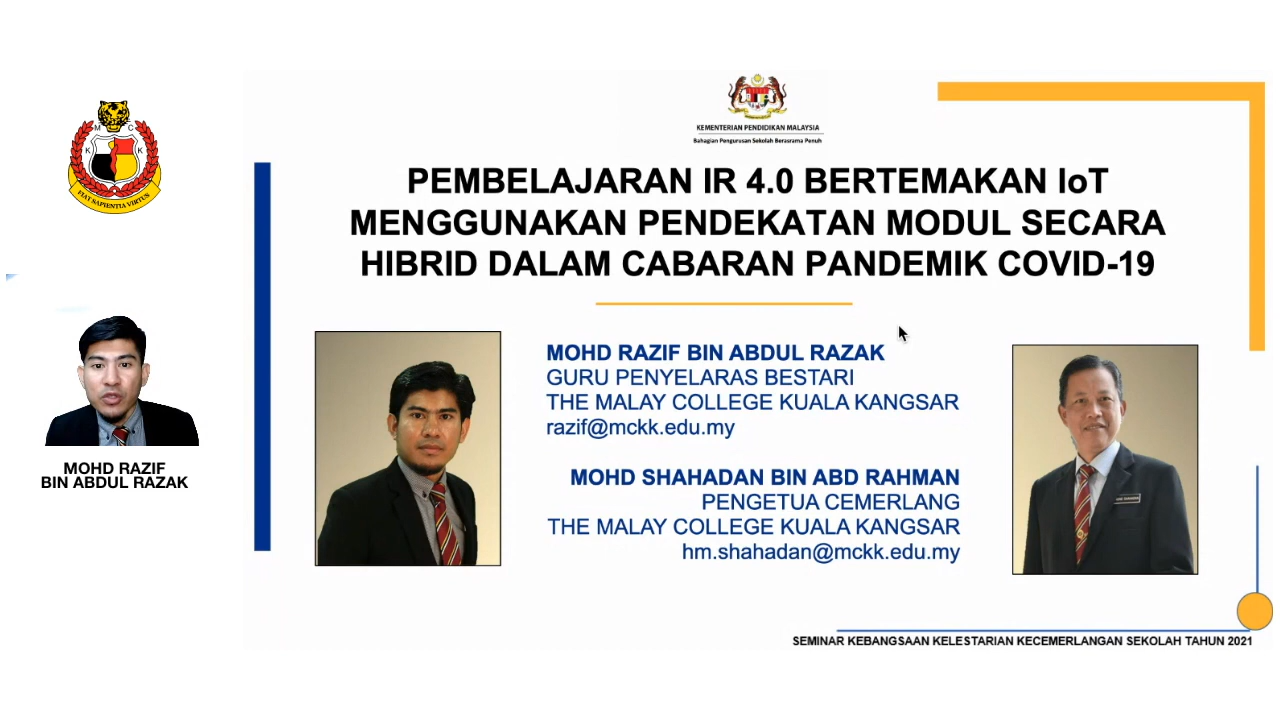 M C
K K
FIAT SAPIENTIA VIRTUS
MOHD RAZIF
BIN ABDUL RAZAK
KEMENTERIAN PENDIDIKAN MALAYSIA
Bahagian Pengurusan Sekolah Berasrama Penuh
PEMBELAJARAN IR 4.0 BERTEMAKAN IoT
MENGGUNAKAN PENDEKATAN MODUL SECARA
HIBRID DALAM CABARAN PANDEMIK COVID-19
MOHD RAZIF BIN ABDUL RAZAK
GURU PENYELARAS BESTARI
THE MALAY COLLEGE KUALA KANGSAR
razif@mckk.edu.my
MOHD SHAHADAN BIN ABD RAHMAN
PENGETUA CEMERLANG
THE MALAY COLLEGE KUALA KANGSAR
hm.shahadan@mckk.edu.my
SEMINAR KEBANGSAAN KELESTARIAN KECEMERLANGAN SEKOLAH TAHUN 2021